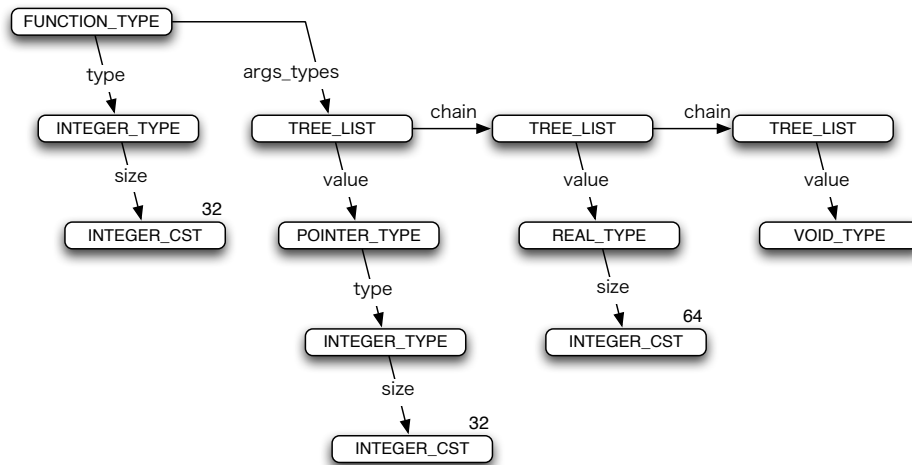 FUNCTION_TYPE
type
args_types
INTEGER_TYPE
TREE_LIST
chain
TREE_LIST
chain
TREE_LIST
size
value
value
value
32
INTEGER_CST
POINTER_TYPE
REAL_TYPE
VOID_TYPE
type
size
64
INTEGER_TYPE
INTEGER_CST
size
32
INTEGER_CST